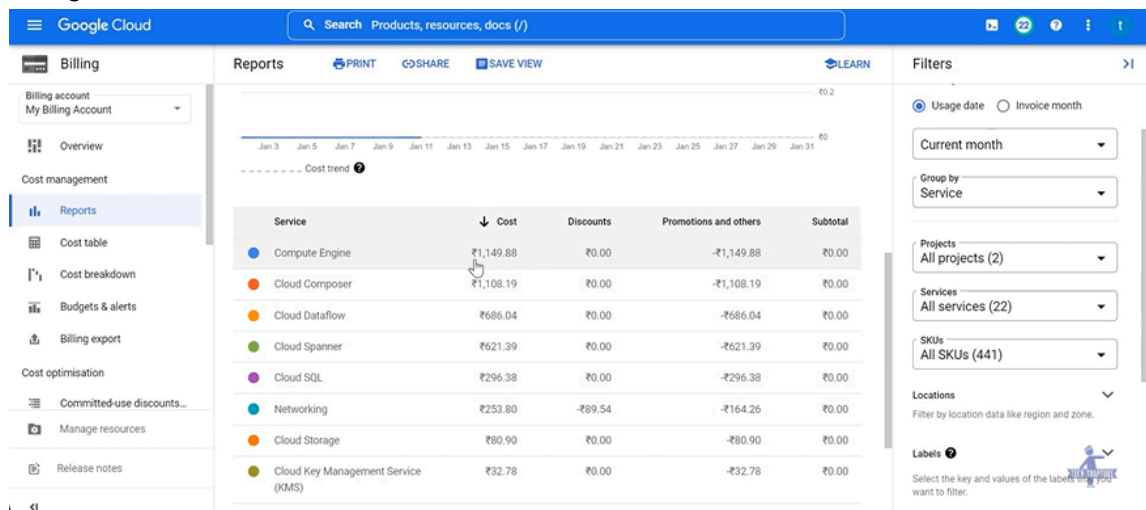 Google Cloud
Search Products, resources, docs (/)
22
t
Billing
Billing account
My Billing Account
Overview
Cost management
Reports
Cost table
Cost breakdown
Budgets & alerts
Billing export
Cost optimisation
Committed-use discounts...
Manage resources
Release notes
Reports PRINT SHARE SAVE VIEW LEARN
₹0.2
₹0
Jan 3 Jan 5 Jan 7 Jan 9 Jan 11 Jan 13 Jan 15 Jan 17 Jan 19 Jan 21 Jan 23 Jan 25 Jan 27 Jan 29 Jan 31
Cost trend
Service Cost Discounts Promotions and others Subtotal
Compute Engine ₹1,149.88 ₹0.00 -₹1,149.88 ₹0.00
Cloud Composer ₹1,108.19 ₹0.00 -₹1,108.19 ₹0.00
Cloud Dataflow ₹686.04 ₹0.00 -₹686.04 ₹0.00
Cloud Spanner ₹621.39 ₹0.00 -₹621.39 ₹0.00
Cloud SQL ₹296.38 ₹0.00 -₹296.38 ₹0.00
Networking ₹253.80 -₹89.54 -₹164.26 ₹0.00
Cloud Storage ₹80.90 ₹0.00 -₹80.90 ₹0.00
Cloud Key Management Service ₹32.78 ₹0.00 -₹32.78 ₹0.00
(KMS)
Filters
Usage date Invoice month
Current month
Group by
Service
Projects
All projects (2)
Services
All services (22)
SKUs
All SKUs (441)
Locations
Filter by location data like region and zone.
Labels
Select the key and values of the labels that you
want to filter.